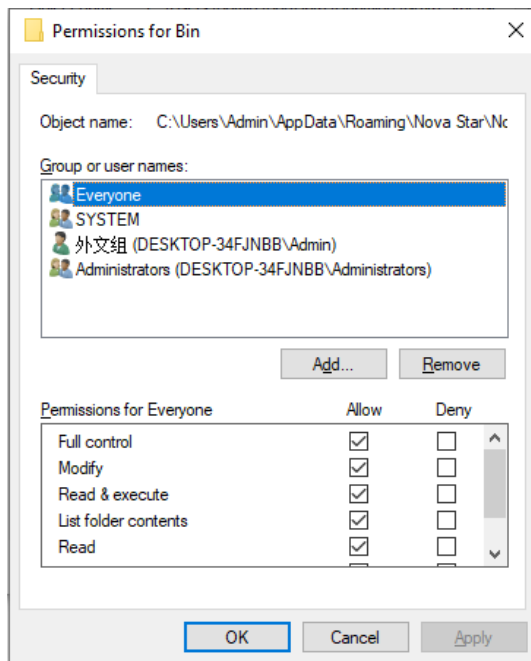 Permissions for Bin
Security
Object name: C:\Users\Admin\AppData\Roaming\Nova Star\Nc
Group or user names:
Everyone
SYSTEM
外文组 (DESKTOP-34FJNBB\Admin)
Administrators (DESKTOP-34FJNBB\Administrators)
Add...
Remove
Permissions for Everyone Allow Deny
Full control
Modify
Read & execute
List folder contents
Read
OK Cancel Apply